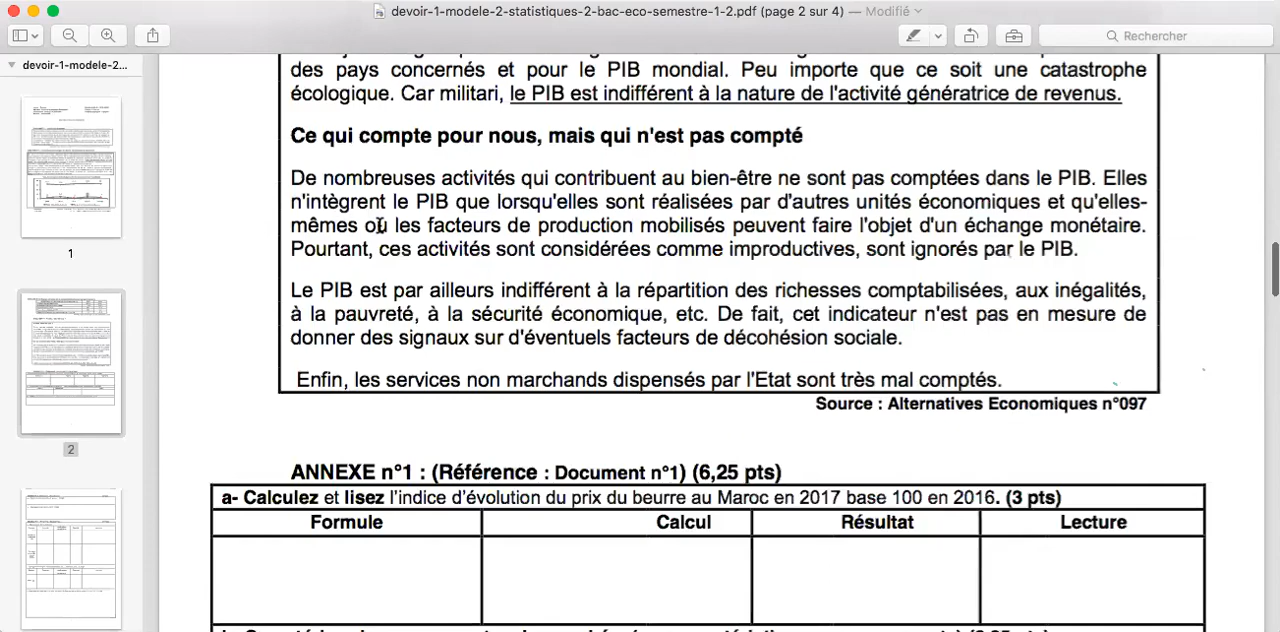 devoir-1-modele-2-statistiques-2-bac-eco-semestre-1-2.pdf (page 2 sur 4) — Modifié
Rechercher
devoir-1-modele-2...
1
2
des pays concernés et pour le PIB mondial. Peu importe que ce soit une catastrophe
écologique. Car militari, le PIB est indifférent à la nature de l'activité génératrice de revenus.
Ce qui compte pour nous, mais qui n'est pas compté
De nombreuses activités qui contribuent au bien-être ne sont pas comptées dans le PIB. Elles
n'intègrent le PIB que lorsqu'elles sont réalisées par d'autres unités économiques et qu'elles-
mêmes où les facteurs de production mobilisés peuvent faire l'objet d'un échange monétaire.
Pourtant, ces activités sont considérées comme improductives, sont ignorés par le PIB.
Le PIB est par ailleurs indifférent à la répartition des richesses comptabilisées, aux inégalités,
à la pauvreté, à la sécurité économique, etc. De fait, cet indicateur n'est pas en mesure de
donner des signaux sur d'éventuels facteurs de décohésion sociale.
Enfin, les services non marchands dispensés par l'Etat sont très mal comptés.
Source : Alternatives Economiques n°097
ANNEXE n°1 : (Référence : Document n°1) (6,25 pts)
a- Calculez et lisez l'indice d'évolution du prix du beurre au Maroc en 2017 base 100 en 2016. (3 pts)
Formule Calcul Résultat Lecture